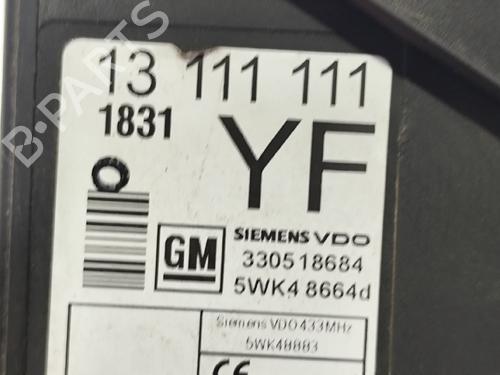 13 111 111
1831
YF
GM
SIEMENS VDO
330518684
5WK4 8664d
Siemens VDO 433MHz
5WK48883
CE
B-PARTS